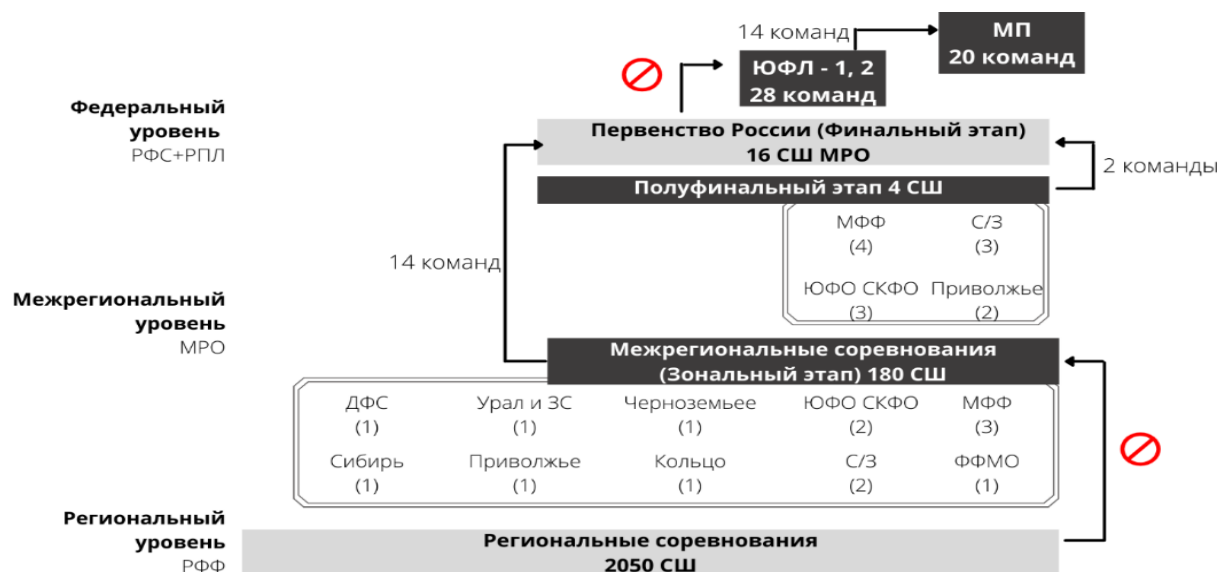 14 команд
МП
20 команд
ЮФЛ - 1, 2
28 команд
Федеральный
уровень
РФС+РПЛ
Первенство России (Финальный этап)
16 СШ МРО
2 команды
Полуфинальный этап 4 СШ
МФФ
(4)
С/З
(3)
ЮФО СКФО
(3)
Приволжье
(2)
14 команд
Межрегиональный
уровень
МРО
Межрегиональные соревнования
(Зональный этап) 180 СШ
ДФС
(1)
Урал и ЗС
(1)
Черноземьее
(1)
ЮФО СКФО
(2)
МФФ
(3)
Сибирь
(1)
Приволжье
(1)
Кольцо
(1)
С/З
(2)
ФФМО
(1)
Региональный
уровень
РФФ
Региональные соревнования
2050 СШ